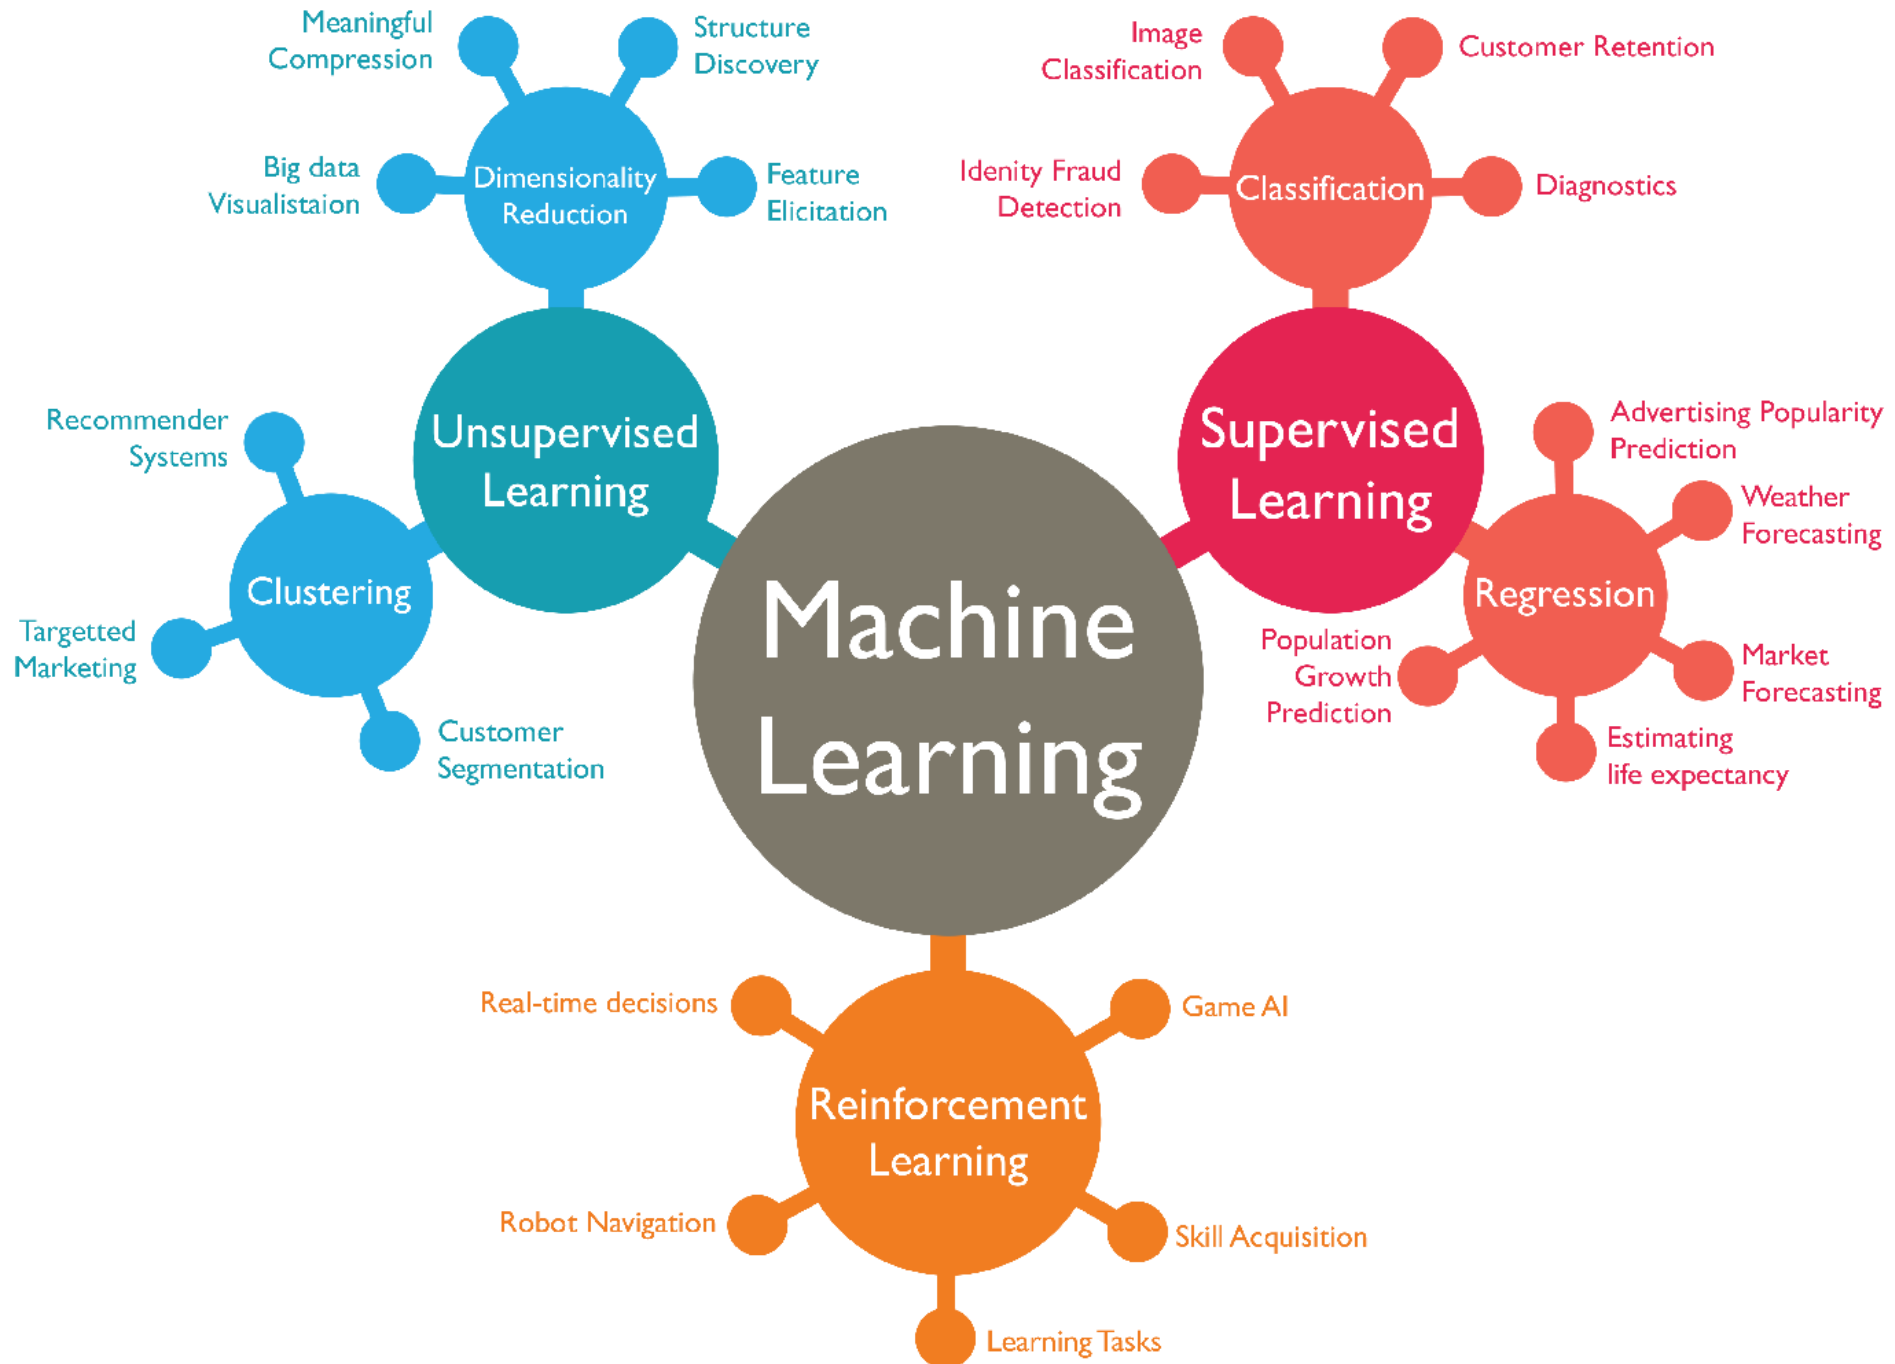 Meaningful
Compression
Structure
Discovery
Big data
Visualistaion
Dimensionality
Reduction
Feature
Elicitation
Image
Classification
Customer Retention
Idenity Fraud
Detection
Classification
Diagnostics
Unsupervised
Learning
Recommender
Systems
Clustering
Targetted
Marketing
Customer
Segmentation
Machine
Learning
Supervised
Learning
Advertising Popularity
Prediction
Weather
Forecasting
Regression
Population
Growth
Prediction
Market
Forecasting
Estimating
life expectancy
Real-time decisions
Game AI
Reinforcement
Learning
Robot Navigation
Skill Acquisition
Learning Tasks